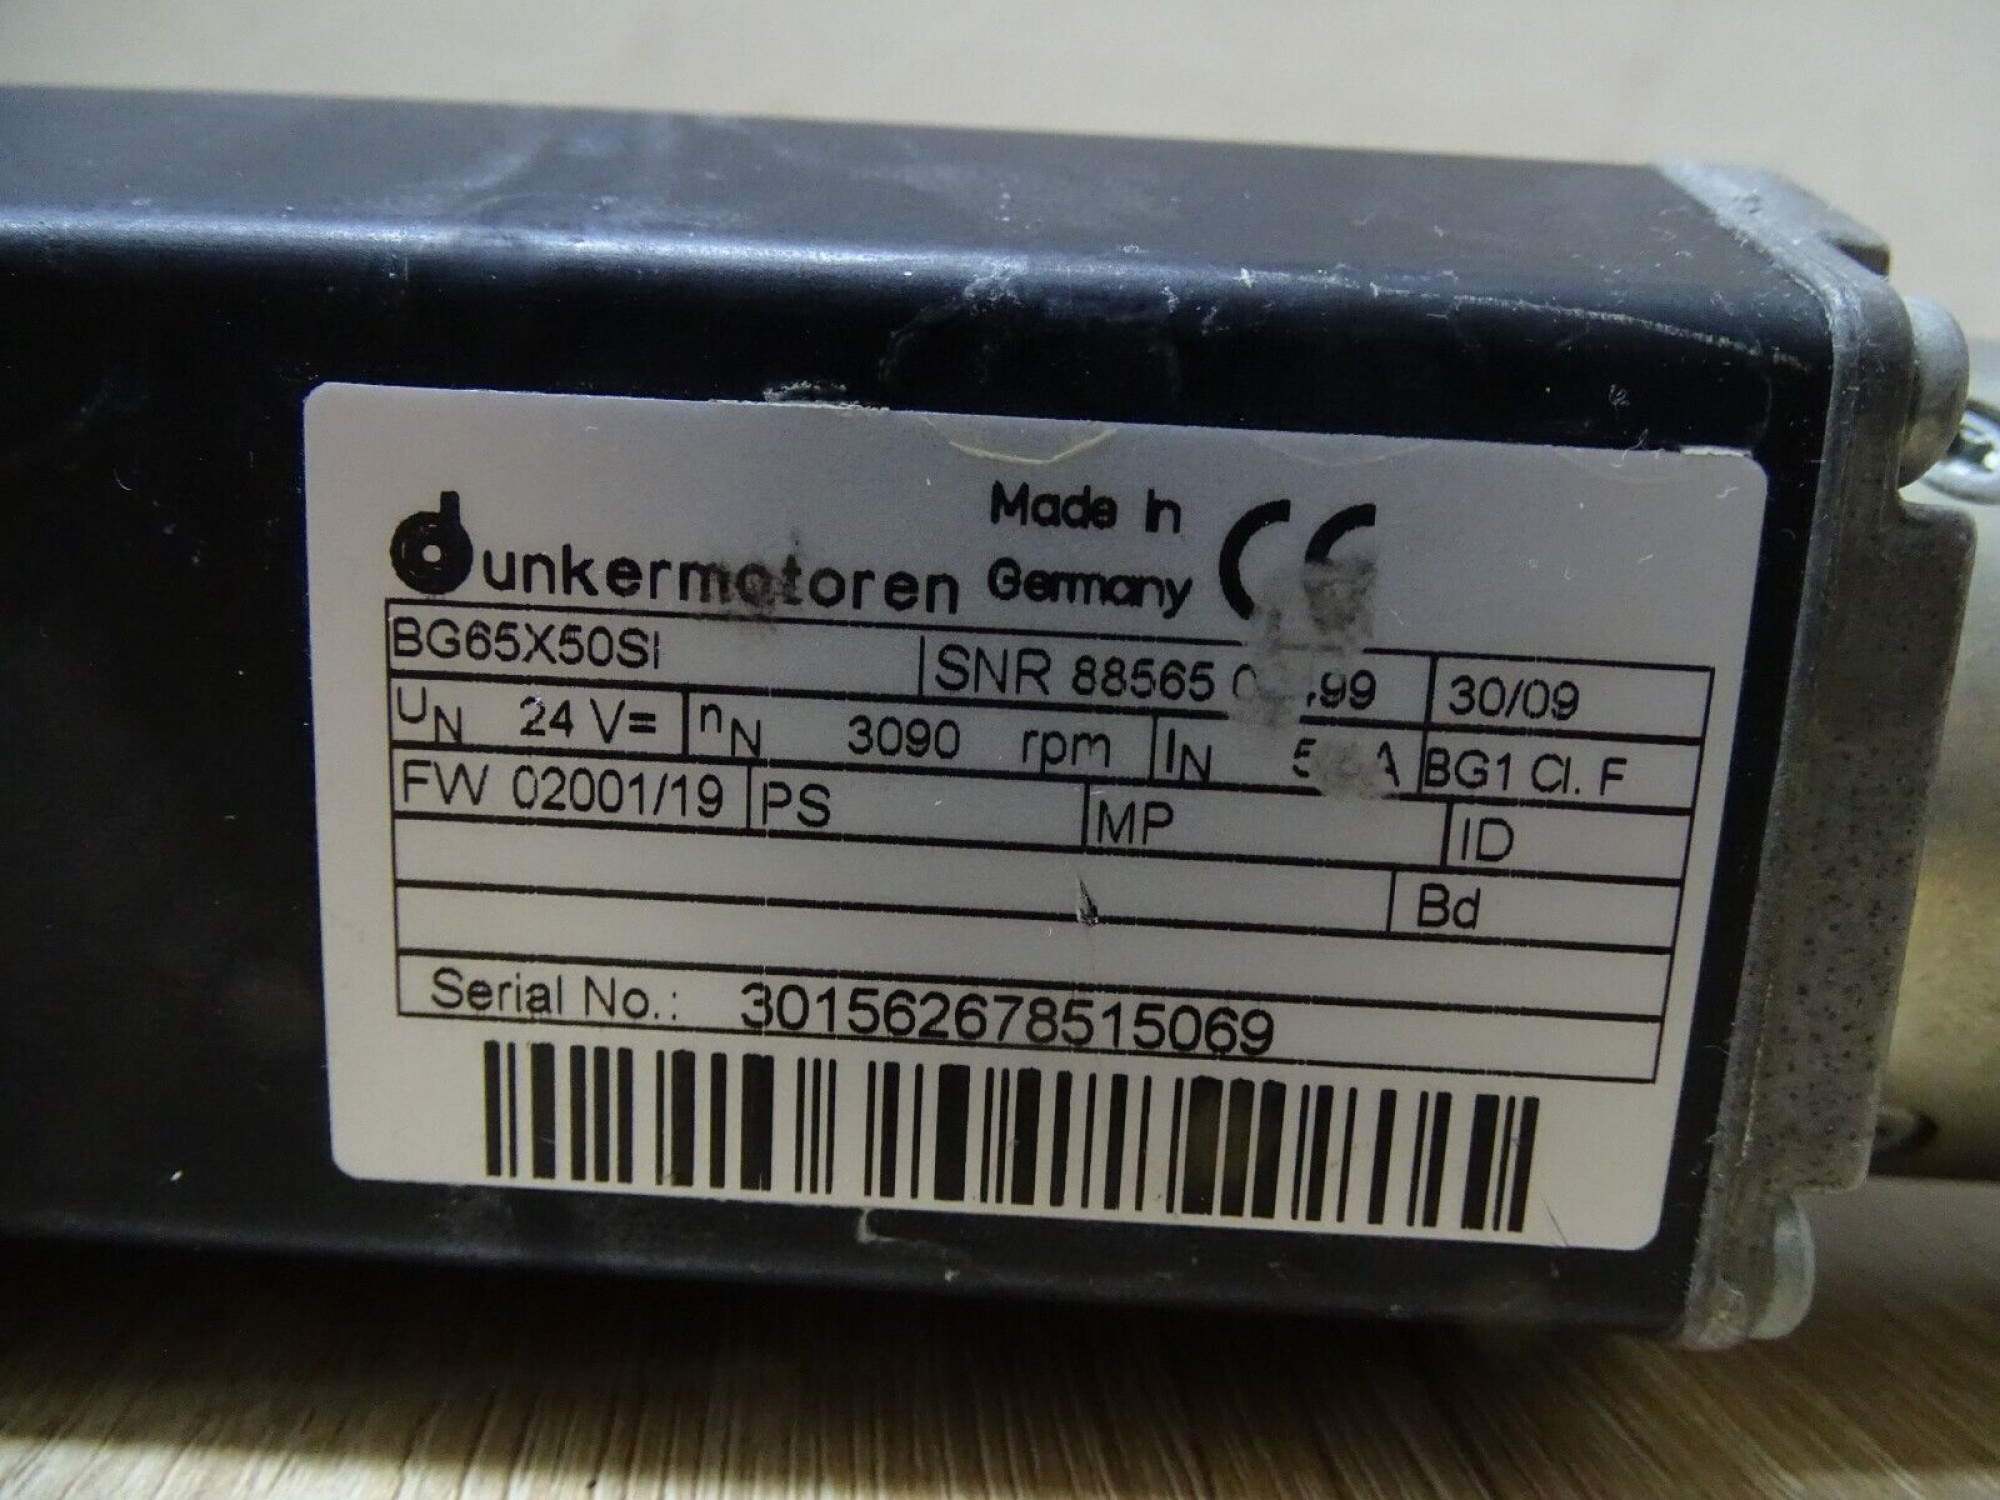 Made in
dunkermotoren Germany CE
BG65X50SI SNR 88565 30/09
UN 24 V= nN 3090 rpm IN A BG1 Cl. F
FW 02001/19 PS MP ID
Bd
Serial No.: 301562678515069